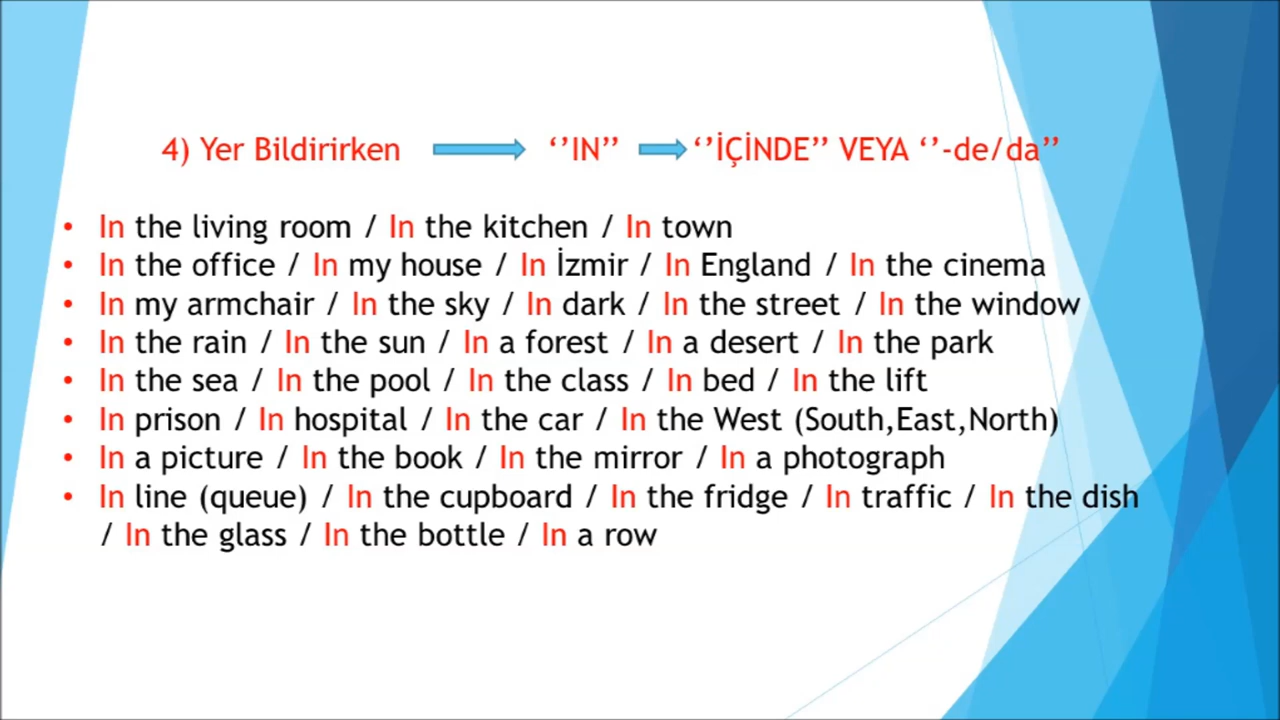 4) Yer Bildirirken ‘’IN’’ ‘’İÇİNDE’’ VEYA ‘’-de/da’’
• In the living room / In the kitchen / In town
• In the office / In my house / In İzmir / In England / In the cinema
• In my armchair / In the sky / In dark / In the street / In the window
• In the rain / In the sun / In a forest / In a desert / In the park
• In the sea / In the pool / In the class / In bed / In the lift
• In prison / In hospital / In the car / In the West (South,East,North)
• In a picture / In the book / In the mirror / In a photograph
• In line (queue) / In the cupboard / In the fridge / In traffic / In the dish
/ In the glass / In the bottle / In a row